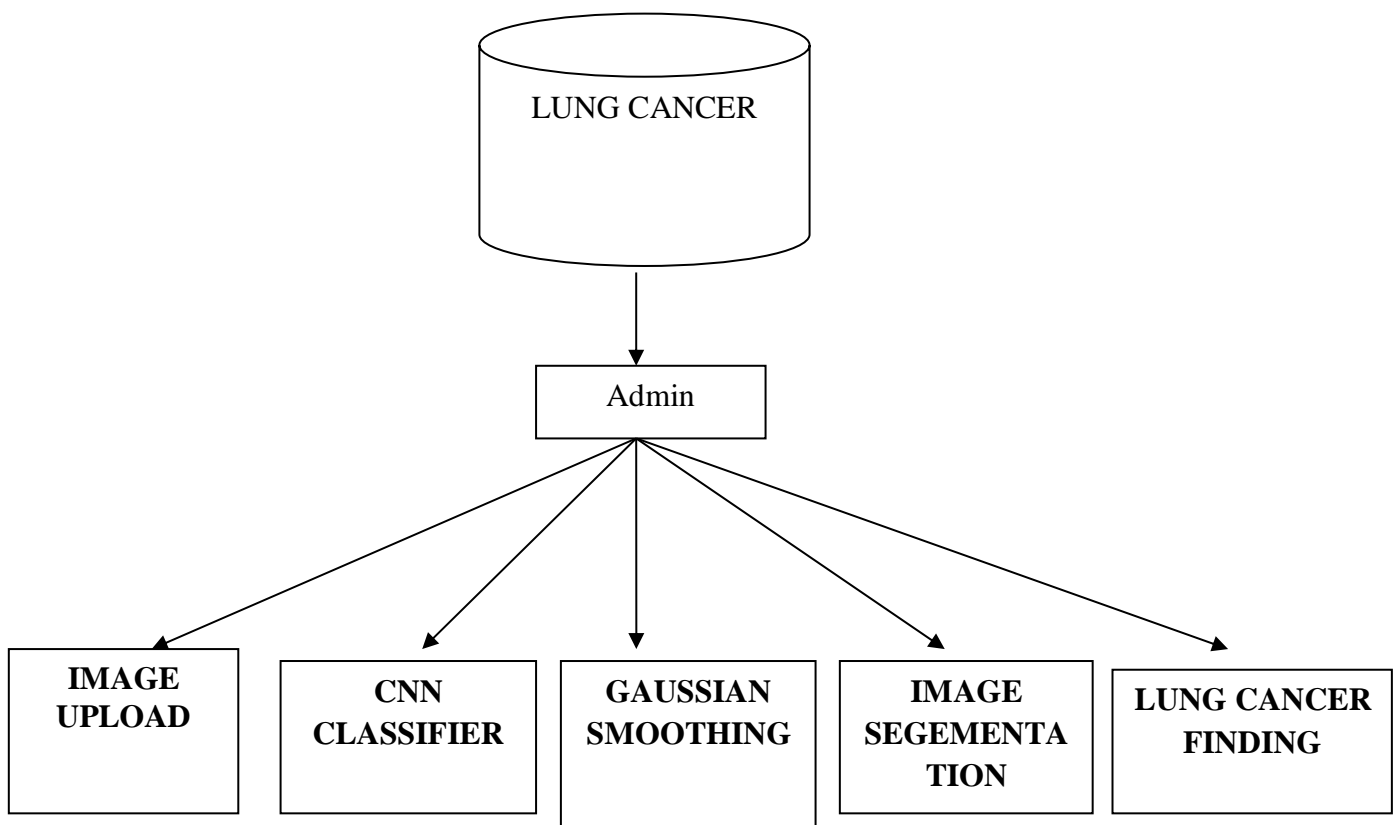 LUNG CANCER
Admin
IMAGE
UPLOAD
CNN
CLASSIFIER
GAUSSIAN
SMOOTHING
IMAGE
SEGEMENTA
TION
LUNG CANCER
FINDING